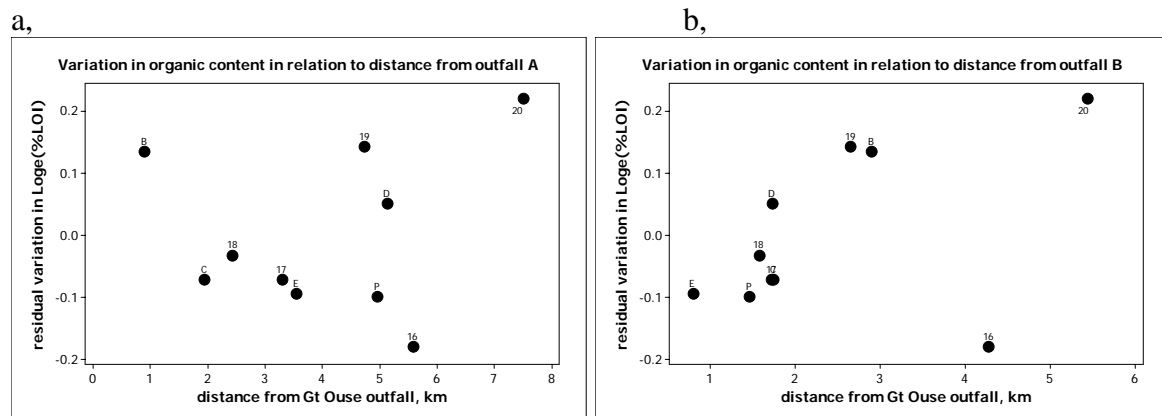 a,
Variation in organic content in relation to distance from outfall A
residual variation in Loge(%LOI)
0.2
0.1
0.0
-0.1
-0.2
B
C
18
17
E
19
D
P
16
20
0 1 2 3 4 5 6 7 8
distance from Gt Ouse outfall, km
b,
Variation in organic content in relation to distance from outfall B
residual variation in Loge(%LOI)
0.2
0.1
0.0
-0.1
-0.2
E
P
18
D
19
B
16
20
1 2 3 4 5 6
distance from Gt Ouse outfall, km